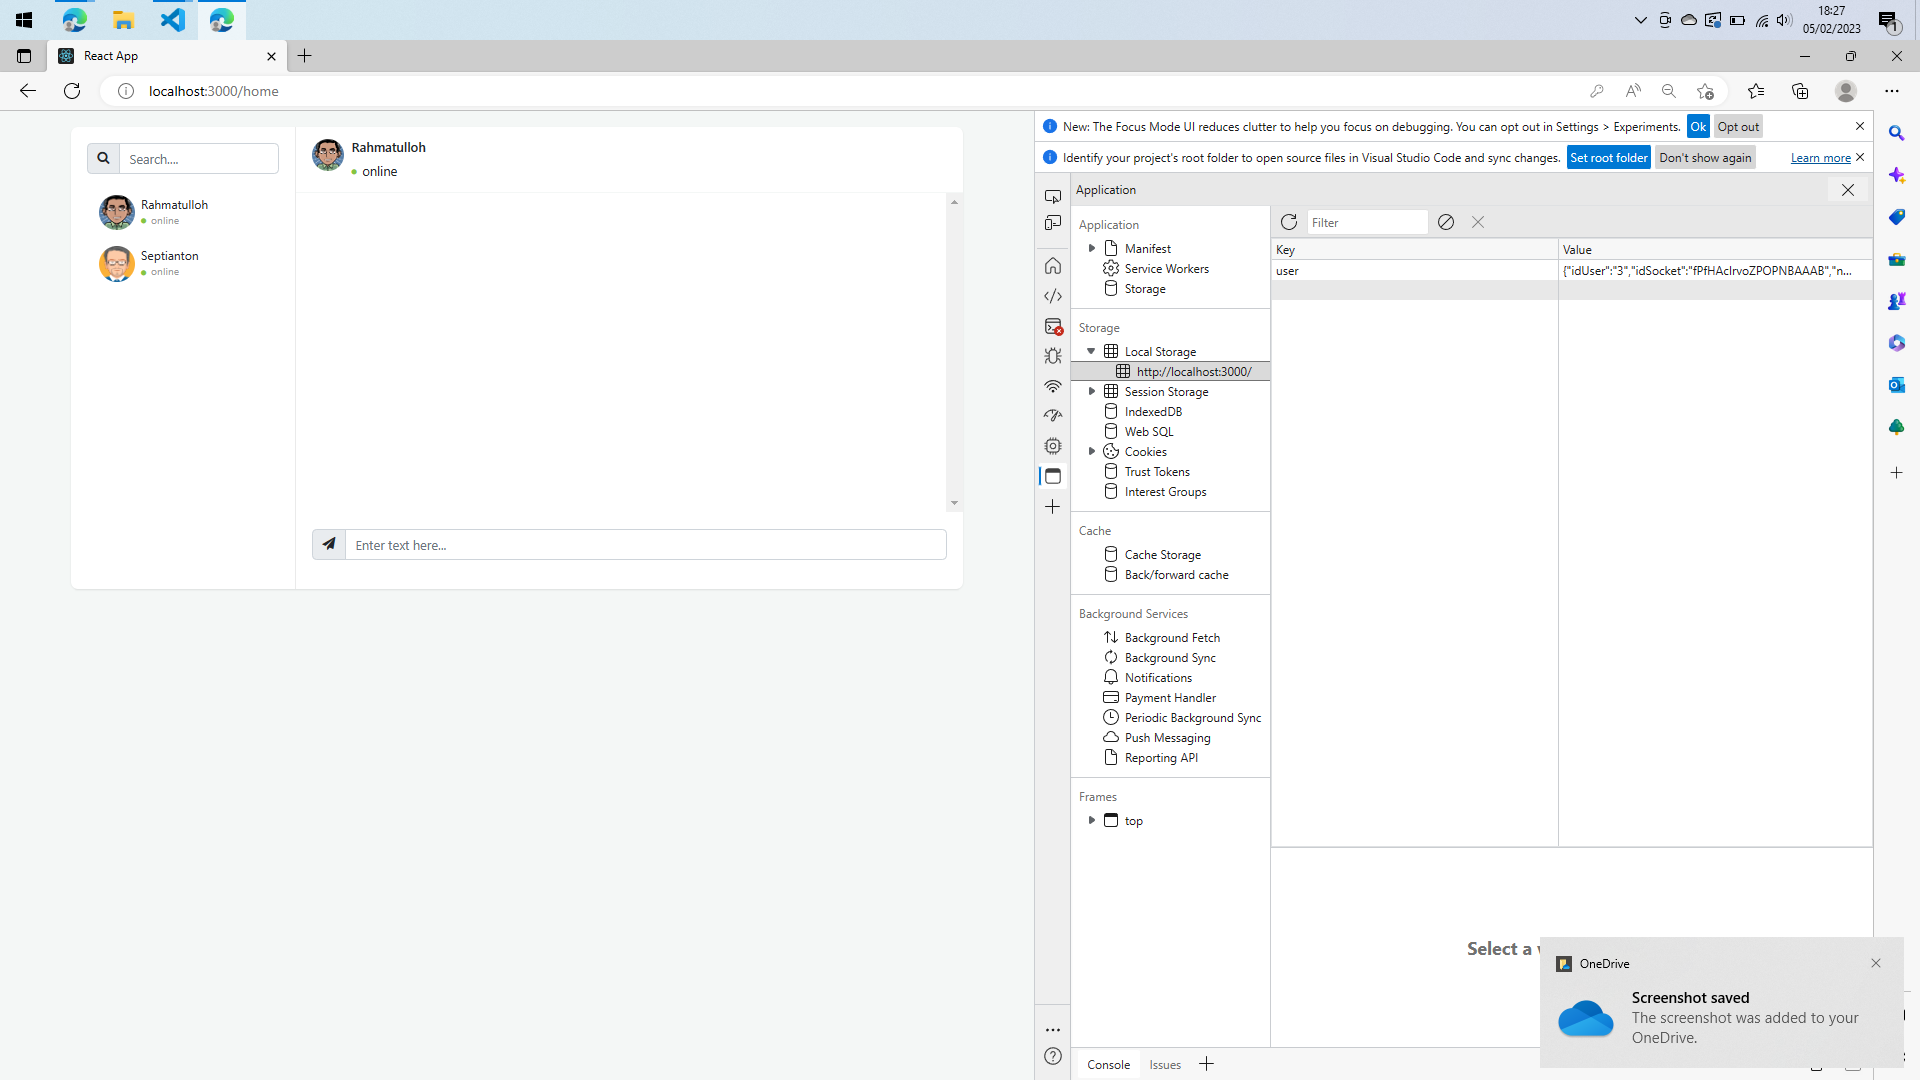 18:27
05/02/2023
1
React App
localhost:3000/home
Search....
Rahmatulloh
online
Septianton
online
Rahmatulloh
online
Enter text here...
New: The Focus Mode UI reduces clutter to help you focus on debugging. You can opt out in Settings > Experiments.
Ok
Opt out
Identify your project's root folder to open source files in Visual Studio Code and sync changes.
Set root folder
Don't show again
Learn more
Application
Application
Manifest
Service Workers
Storage
Storage
Local Storage
http://localhost:3000/
Session Storage
IndexedDB
Web SQL
Cookies
Trust Tokens
Interest Groups
Cache
Cache Storage
Back/forward cache
Background Services
Background Fetch
Background Sync
Notifications
Payment Handler
Periodic Background Sync
Push Messaging
Reporting API
Frames
top
Filter
Key
Value
user
{"idUser":"3","idSocket":"fPfHAcIrvoZPOPNBAAAB","n...
Select a
Console
Issues
OneDrive
Screenshot saved
The screenshot was added to your
OneDrive.